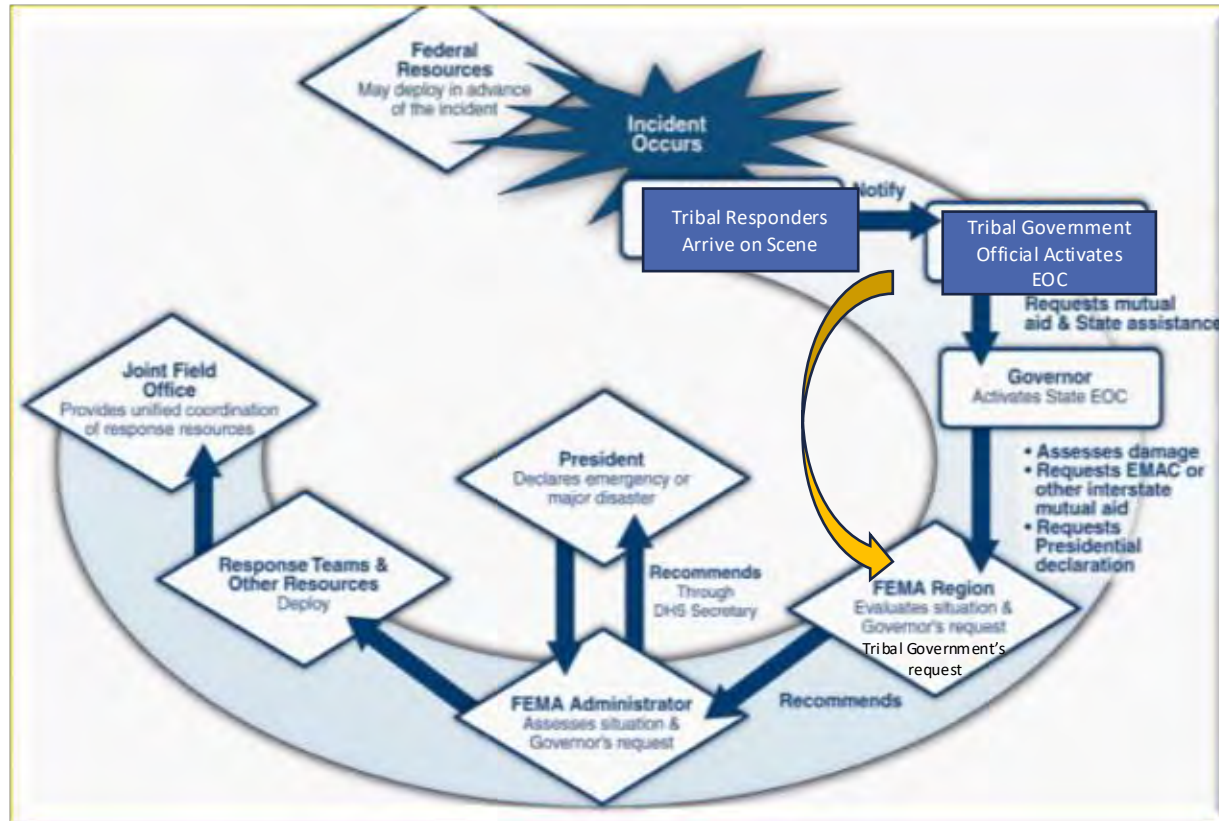 Federal
Resources
May deploy in advance
of the incident
Incident
Occurs
Notify
Tribal Responders
Arrive on Scene
Tribal Government
Official Activates
EOC
Requests mutual
aid & State assistance
Governor
Activates State EOC
• Assesses damage
• Requests EMAC or
other interstate
mutual aid
• Requests
Presidential
declaration
FEMA Region
Evaluates situation &
Governor's request
Tribal Government's
request
Recommends
FEMA Administrator
Assesses situation &
Governor's request
Recommends
Through
DHS Secretary
President
Declares emergency or
major disaster
Response Teams &
Other Resources
Deploy
Joint Field
Office
Provides unified coordination
of response resources